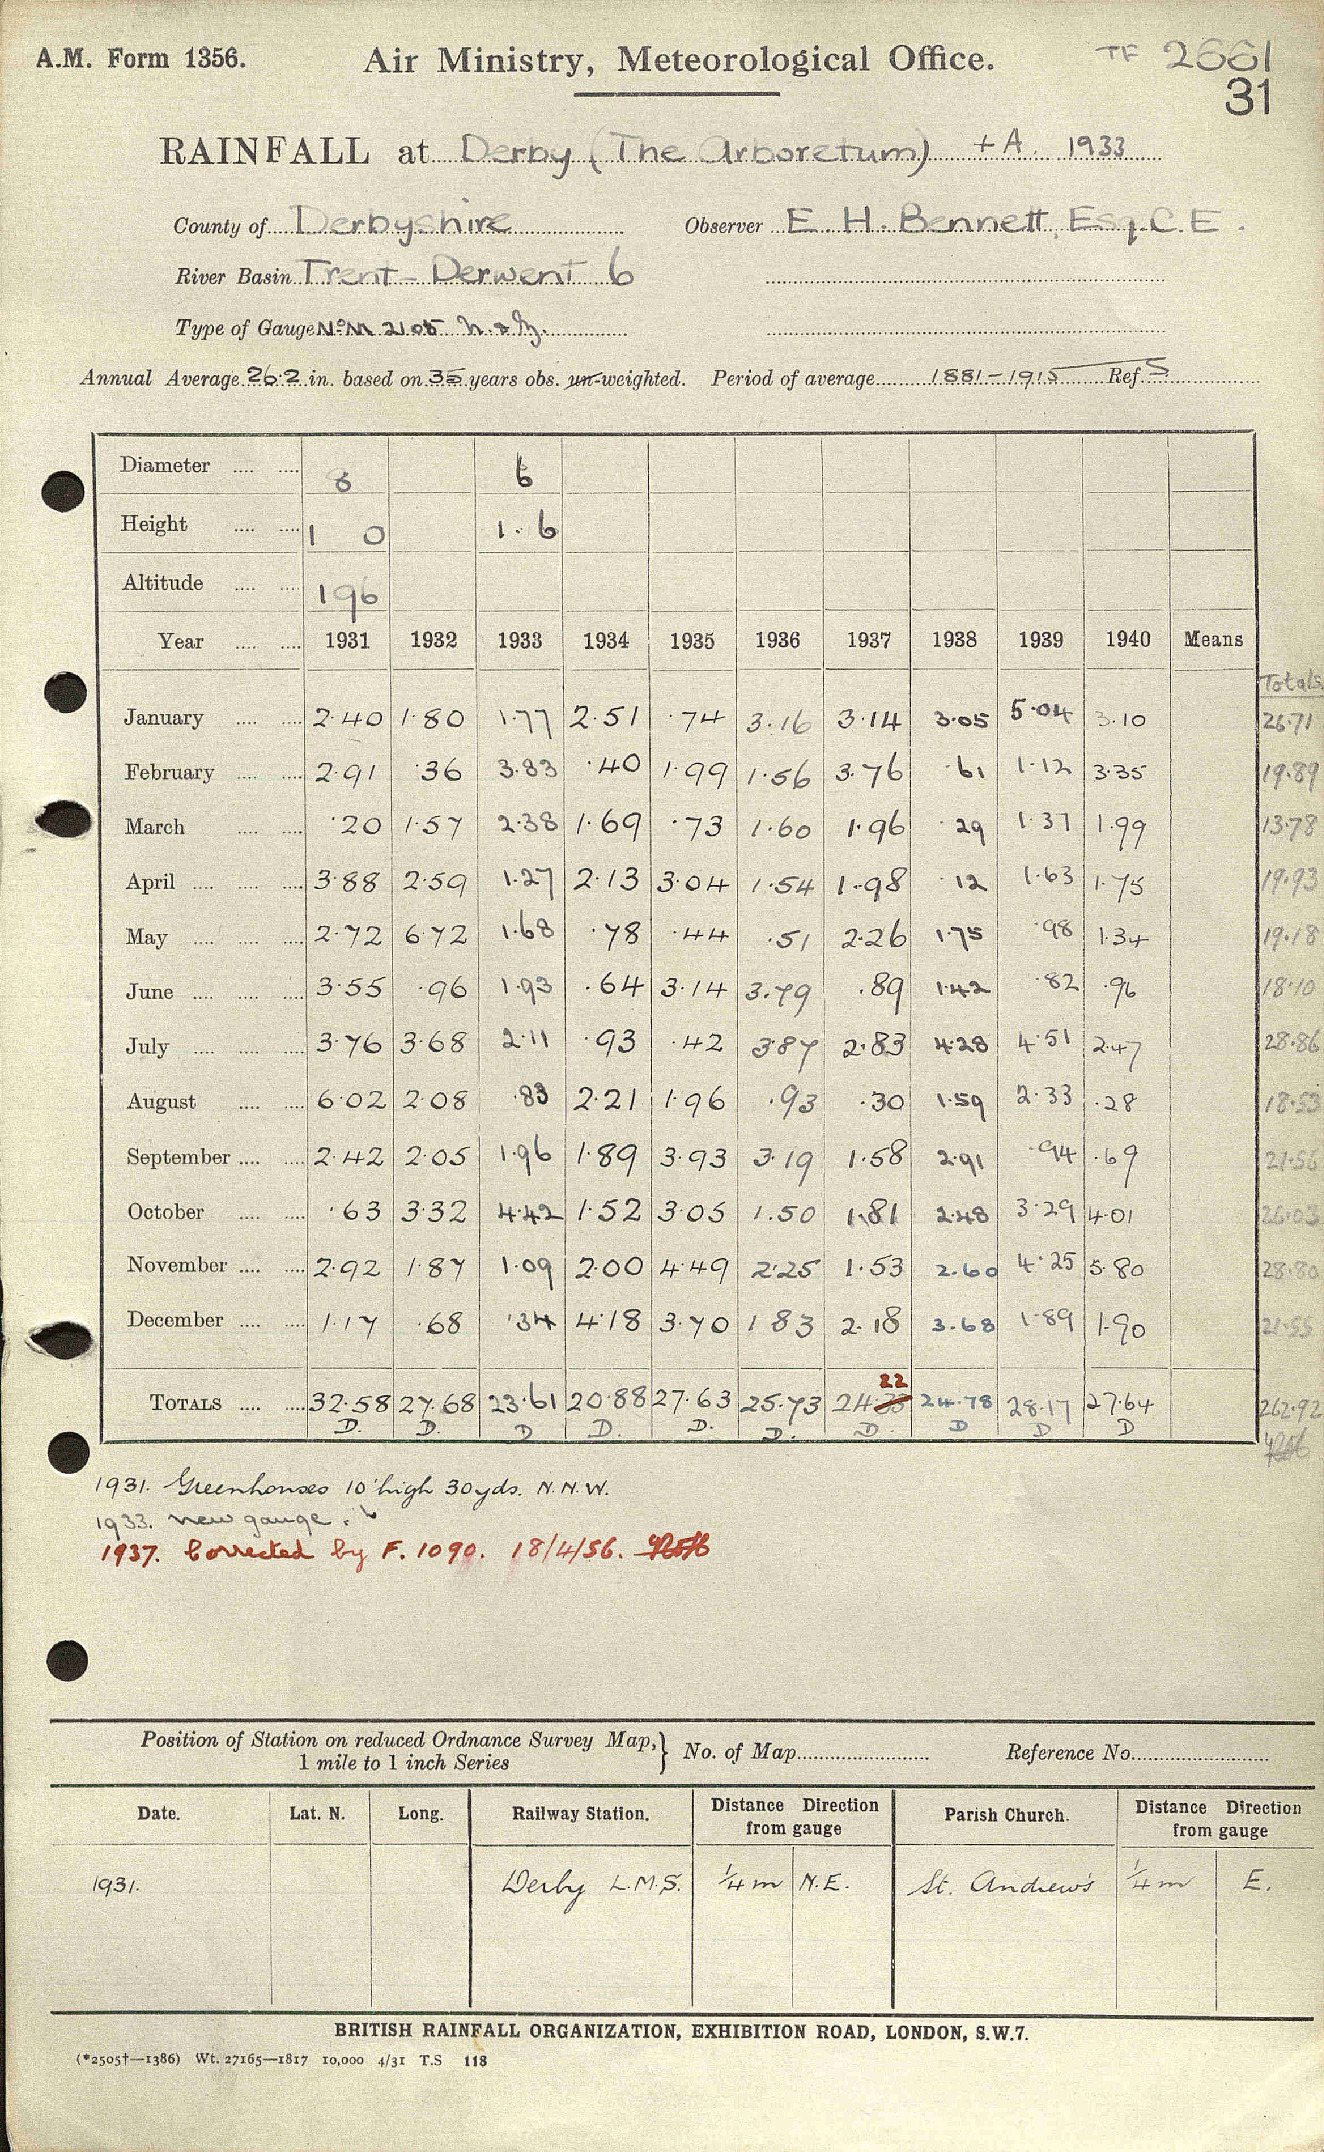 A.M. Form 1356. Air Ministry, Meteorological Office. TF 2661
31
RAINFALL at Derby (The Arboretum) +A. 1933
County of Derbyshire Observer E. H. Bennett, Esq. C.E.
River Basin Trent - Derwent 6
Type of Gauge No M 2105 N. & Z.
Annual Average 26.2 in. based on 35 years obs. un-weighted. Period of average 1881-1915 Ref. S
Diameter .... .... 8 6
Height .... .... 1 0 1. 6
Altitude .... .... 196
Year .... .... 1931 1932 1933 1934 1935 1936 1937 1938 1939 1940 Means
Totals
January .... .... 2.40 1.80 1.77 2.51 .74 3.16 3.14 3.05 5.04 3.10 26.71
February .... .... 2.91 .36 3.83 .40 1.99 1.56 3.76 .61 1.12 3.35 19.89
March .... .... .20 1.57 2.38 1.69 .73 1.60 1.96 .29 1.37 1.99 13.78
April .... .... .... 3.88 2.59 1.27 2.13 3.04 1.54 1.98 .12 1.63 1.75 19.93
May .... .... .... 2.72 6.72 1.68 .78 .44 .51 2.26 1.75 .98 1.34 19.18
June .... .... .... 3.55 .96 1.93 .64 3.14 3.79 .89 1.42 .82 .96 18.10
July .... .... .... 3.76 3.68 2.11 .93 .42 3.87 2.83 4.28 4.51 2.47 28.86
August .... .... 6.02 2.08 .83 2.21 1.96 .93 .30 1.59 2.33 .28 18.53
September .... .... 2.42 2.05 1.96 1.89 3.93 3.19 1.58 2.91 .94 .69 21.56
October .... .... .63 3.32 4.42 1.52 3.05 1.50 1.81 2.48 3.29 4.01 26.03
November .... .... 2.92 1.87 1.09 2.00 4.49 2.25 1.53 2.60 4.25 5.80 28.80
December .... .... 1.17 .68 .34 4.18 3.70 1.83 2.18 3.68 1.89 1.90 21.55
22
TOTALS .... .... 32.58 27.68 23.61 20.88 27.63 25.73 24.33 24.78 28.17 27.64 262.92
D. D. D D. D. D. D. D D D
1931. Greenhouses 10' high 30yds. N.N.W.
1933. new gauge.
1937. Corrected by F. 1090. 18/4/56.
Position of Station on reduced Ordnance Survey Map, } No. of Map Reference No.
1 mile to 1 inch Series
Date. Lat. N. Long. Railway Station. Distance Direction from gauge Parish Church. Distance Direction from gauge
1931. Derby L.M.S. ¼ m N.E. St. Andrew's ¼ m E.
BRITISH RAINFALL ORGANIZATION, EXHIBITION ROAD, LONDON, S.W.7.
(*2505†—1386) Wt. 27165—1817 10,000 4/31 T.S 118